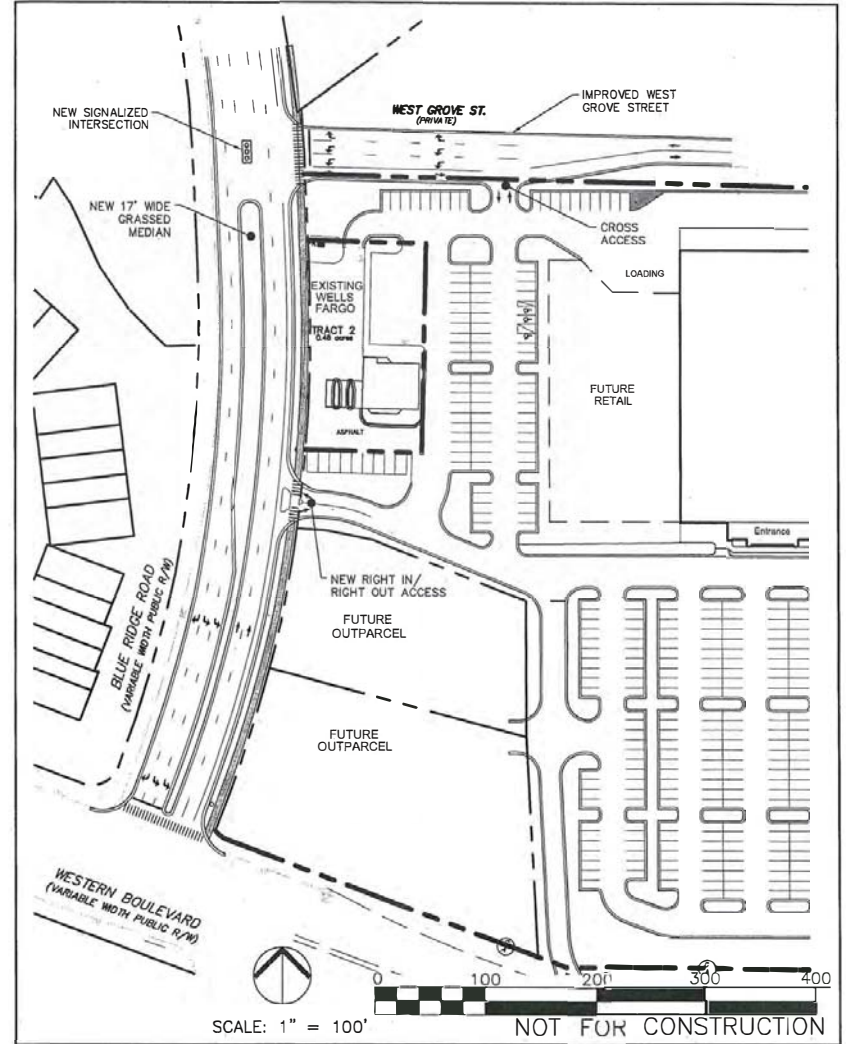 NEW SIGNALIZED
INTERSECTION
WEST GROVE ST.
(PRIVATE)
IMPROVED WEST
GROVE STREET
NEW 17' WIDE
GRASSED
MEDIAN
CROSS
ACCESS
LOADING
EXISTING
WELLS
FARGO
TRACT 2
0.48 acres
FUTURE
RETAIL
ASPHALT
Entrance
NEW RIGHT IN/
RIGHT OUT ACCESS
BLUE RIDGE ROAD
(VARIABLE WIDTH PUBLIC R/W)
FUTURE
OUTPARCEL
FUTURE
OUTPARCEL
WESTERN BOULEVARD
(VARIABLE WIDTH PUBLIC R/W)
0 100 200 300 400
SCALE: 1" = 100'
NOT FOR CONSTRUCTION